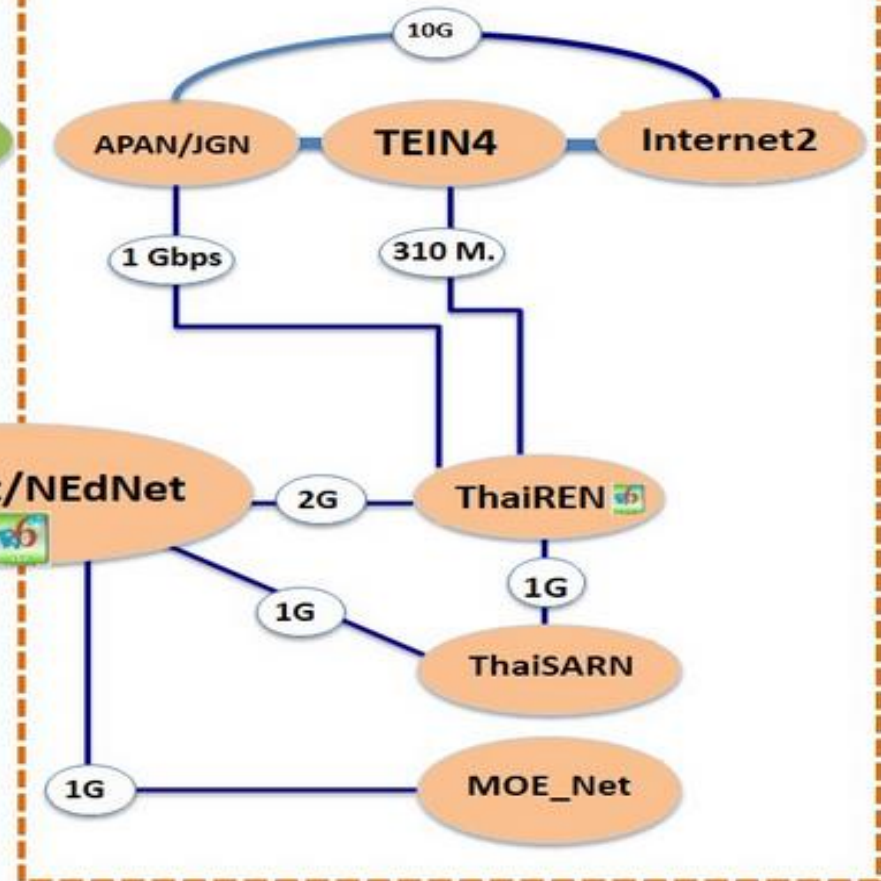 10G
APAN/JGN
TEIN4
Internet2
1 Gbps
310 M.
/NEdNet
2G
ThaiREN
1G
1G
ThaiSARN
1G
MOE_Net